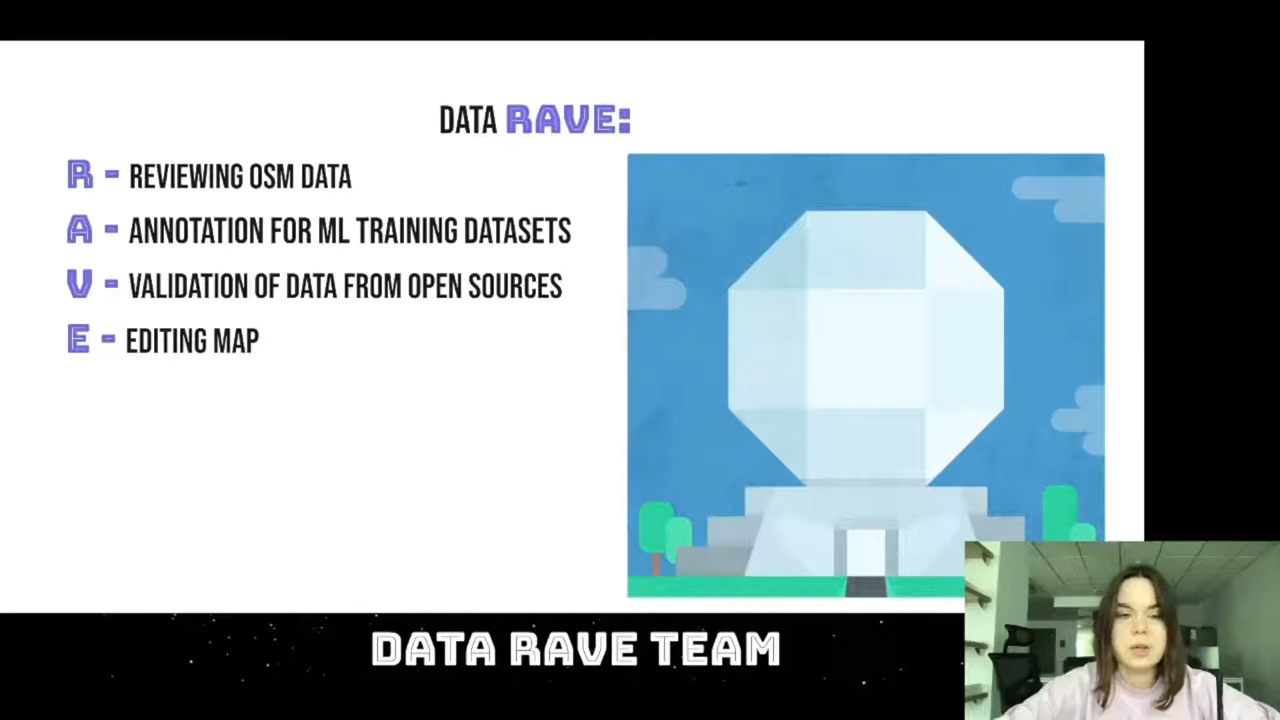 DATA RAVE:
R - REVIEWING OSM DATA
A - ANNOTATION FOR ML TRAINING DATASETS
V - VALIDATION OF DATA FROM OPEN SOURCES
E - EDITING MAP
DATA RAVE TEAM